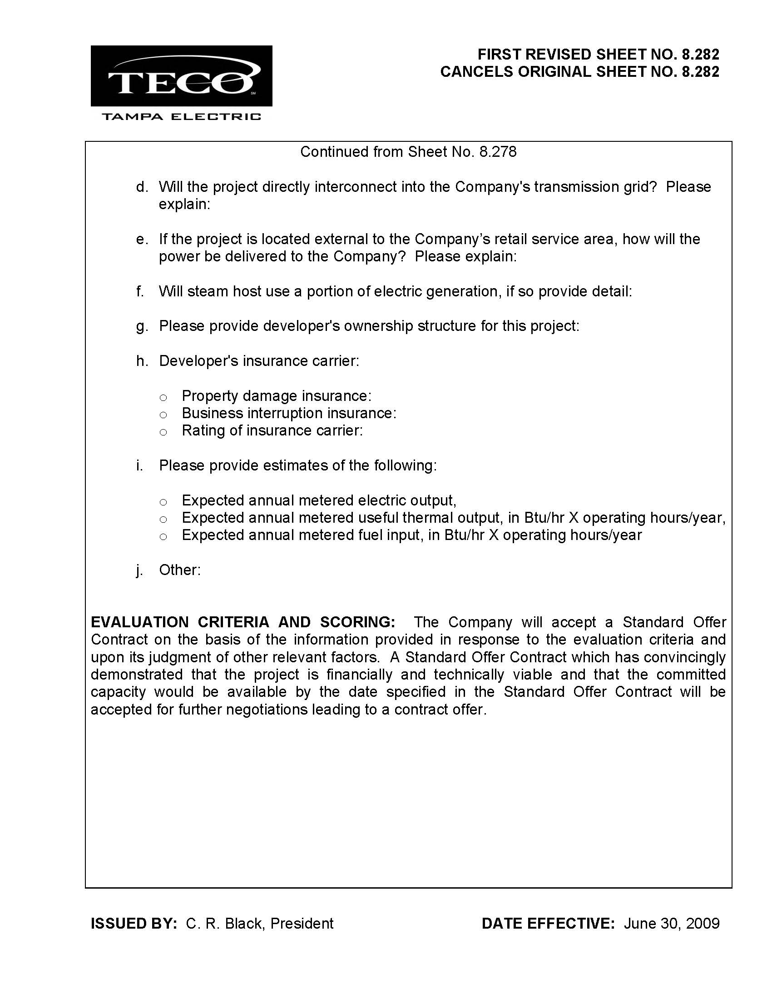 TECO
SM
TAMPA ELECTRIC
FIRST REVISED SHEET NO. 8.282
CANCELS ORIGINAL SHEET NO. 8.282
Continued from Sheet No. 8.278
d. Will the project directly interconnect into the Company's transmission grid?  Please
explain:
e. If the project is located external to the Company’s retail service area, how will the
power be delivered to the Company?  Please explain:
f. Will steam host use a portion of electric generation, if so provide detail:
g. Please provide developer's ownership structure for this project:
h. Developer's insurance carrier:
o Property damage insurance:
o Business interruption insurance:
o Rating of insurance carrier:
i. Please provide estimates of the following:
o Expected annual metered electric output,
o Expected annual metered useful thermal output, in Btu/hr X operating hours/year,
o Expected annual metered fuel input, in Btu/hr X operating hours/year
j. Other:
EVALUATION CRITERIA AND SCORING:  The Company will accept a Standard Offer
Contract on the basis of the information provided in response to the evaluation criteria and
upon its judgment of other relevant factors.  A Standard Offer Contract which has convincingly
demonstrated that the project is financially and technically viable and that the committed
capacity would be available by the date specified in the Standard Offer Contract will be
accepted for further negotiations leading to a contract offer.
ISSUED BY:  C. R. Black, President
DATE EFFECTIVE:  June 30, 2009